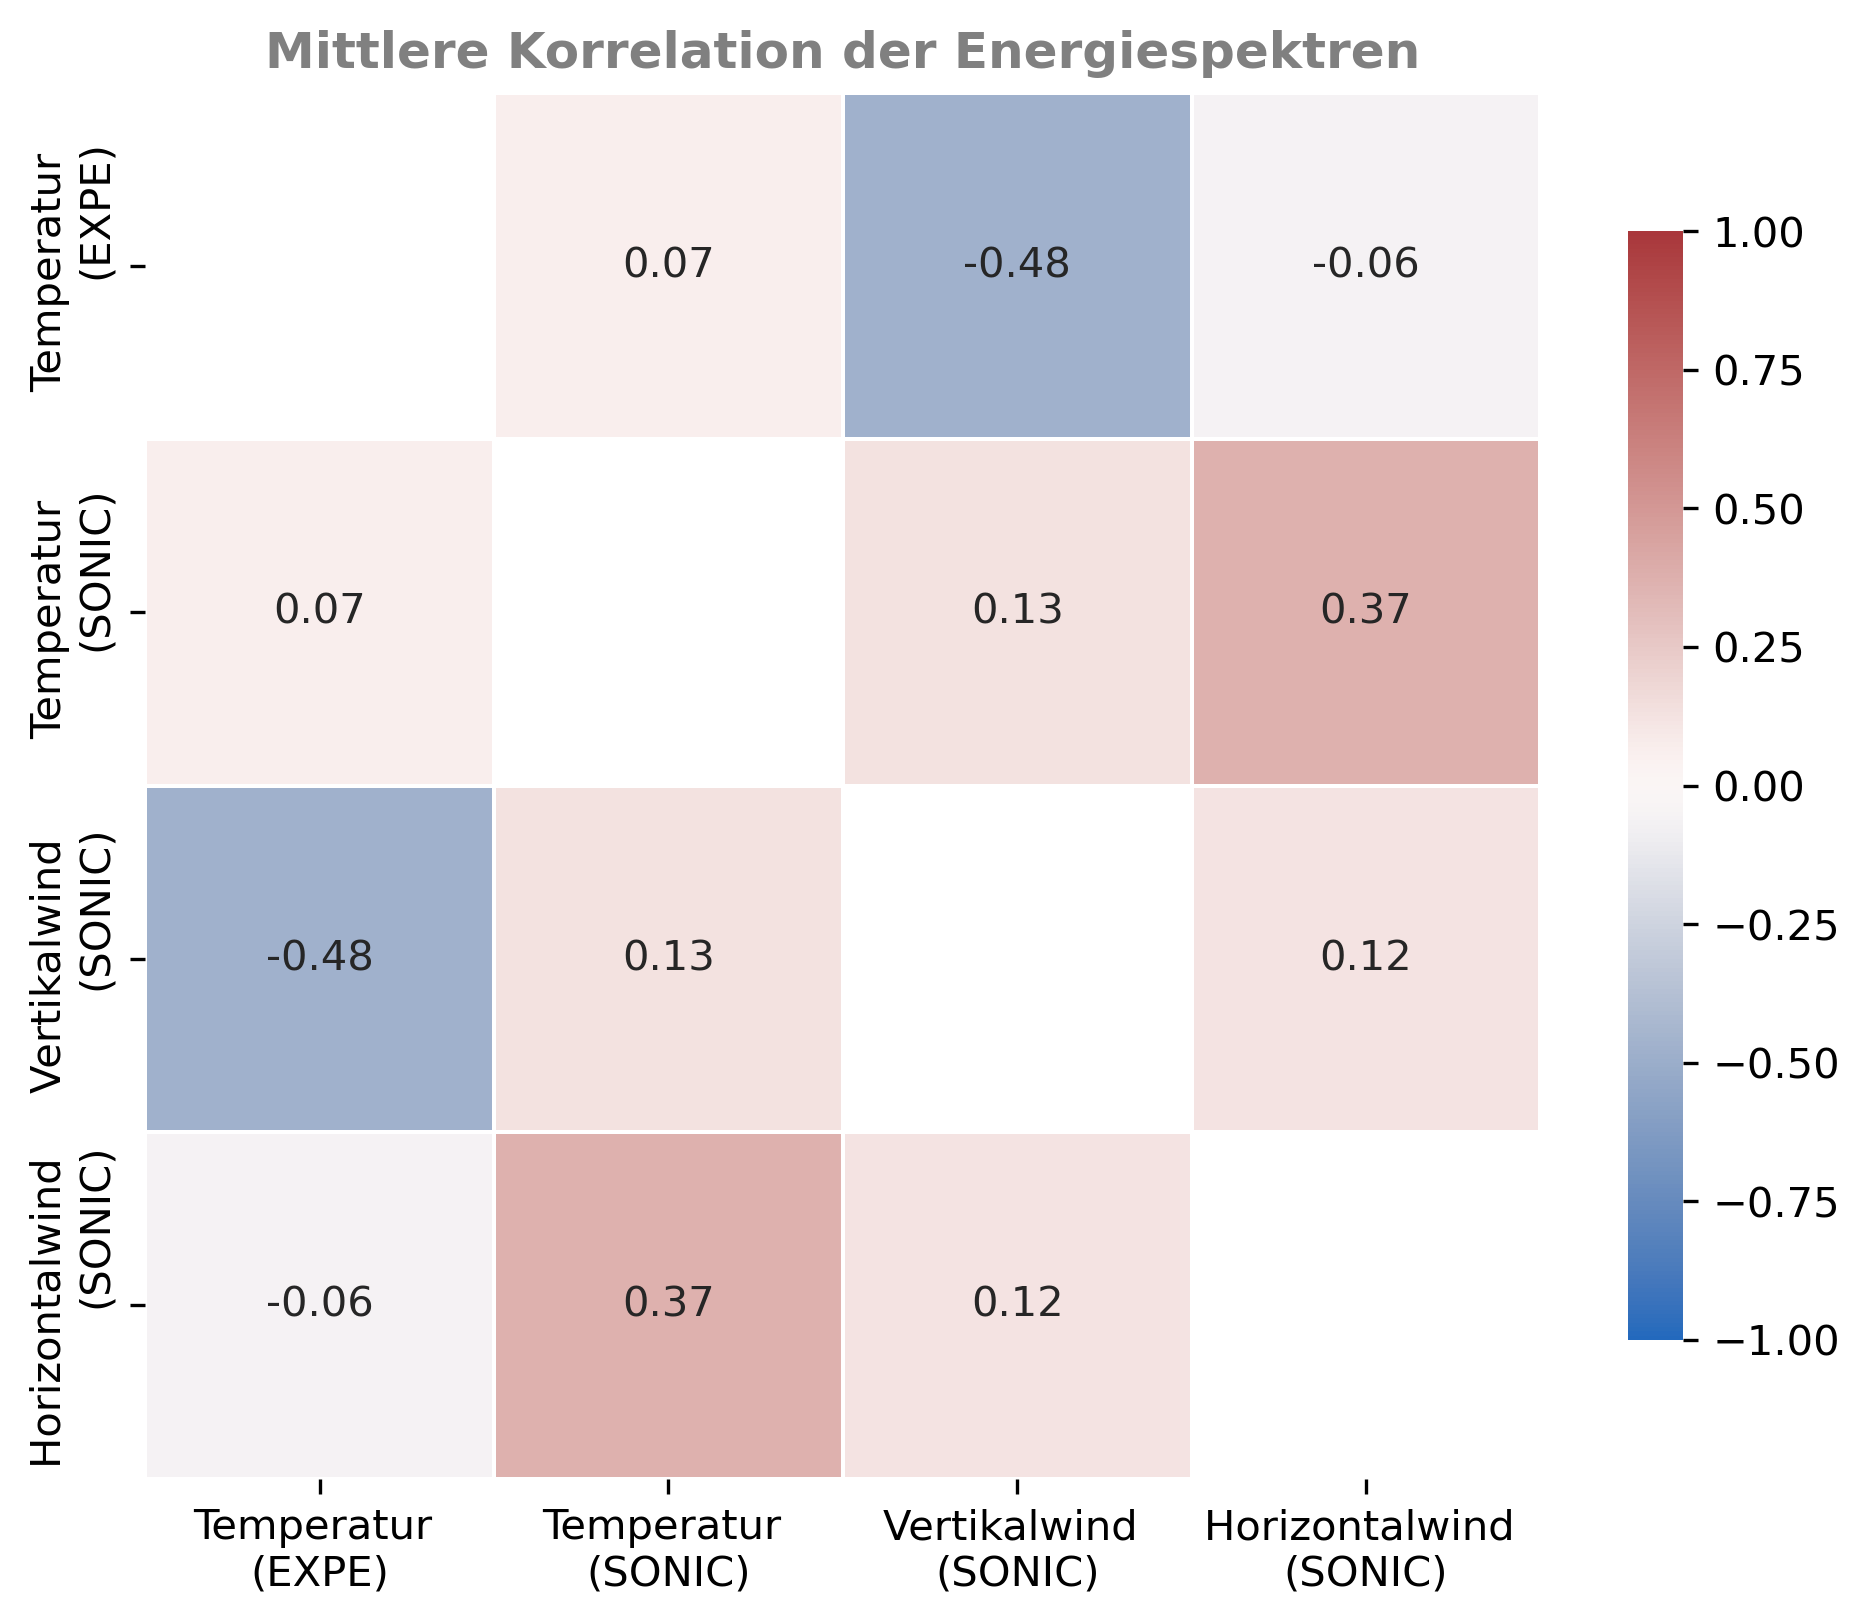 Mittlere Korrelation der Energiespektren
Temperatur
(EXPE)
0.07
-0.48
-0.06
Temperatur
(SONIC)
0.07
0.13
0.37
Vertikalwind
(SONIC)
-0.48
0.13
0.12
Horizontalwind
(SONIC)
-0.06
0.37
0.12
Temperatur
(EXPE)
Temperatur
(SONIC)
Vertikalwind
(SONIC)
Horizontalwind
(SONIC)
1.00
0.75
0.50
0.25
0.00
−0.25
−0.50
−0.75
−1.00